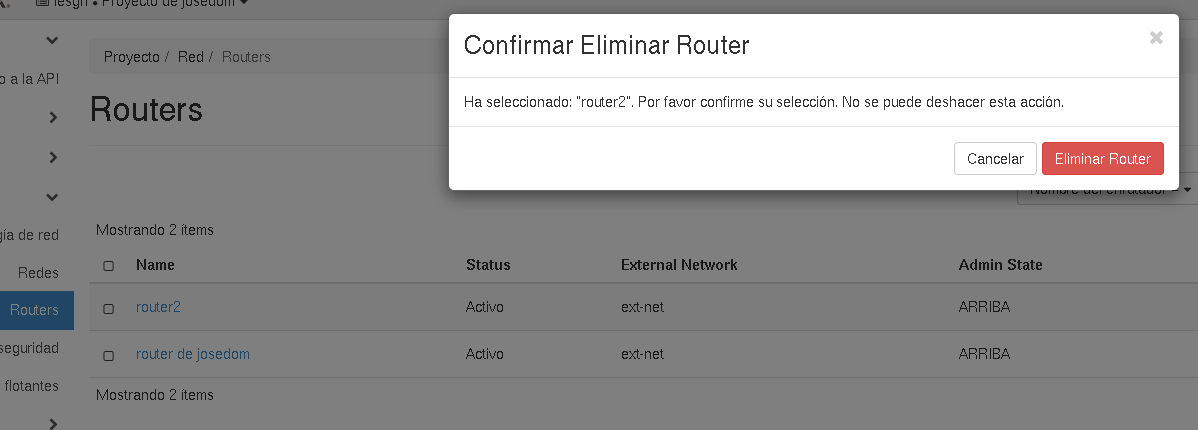 Proyecto de josedom
Confirmar Eliminar Router
×
Proyecto / Red / Routers
o a la API
Ha seleccionado: "router2". Por favor confirme su selección. No se puede deshacer esta acción.
Routers
Cancelar
Eliminar Router
Nombre del enrutador =
Mostrando 2 ítems
gía de red
Redes
Routers
seguridad
flotantes
Name Status External Network Admin State
router2 Activo ext-net ARRIBA
router de josedom Activo ext-net ARRIBA
Mostrando 2 ítems